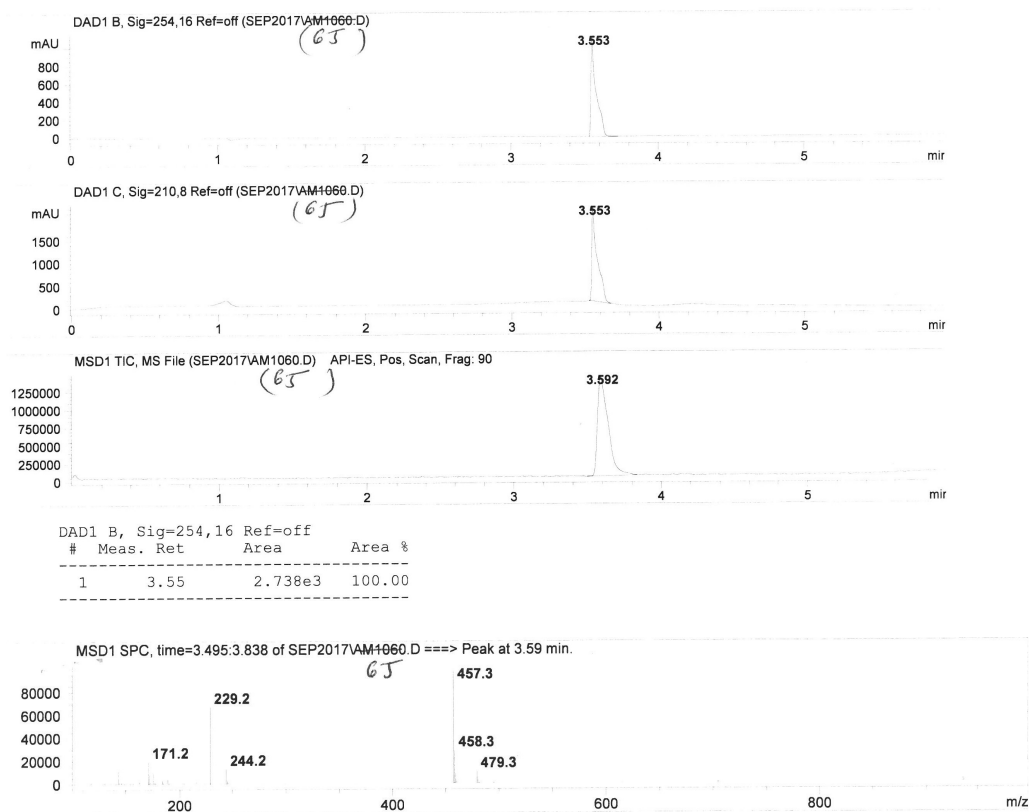 DAD1 B, Sig=254,16 Ref=off (SEP2017\AM1060.D)
(6J)
mAU
3.553
800
600
400
200
0
0 1 2 3 4 5 mir
DAD1 C, Sig=210,8 Ref=off (SEP2017\AM1060.D)
(6J)
mAU
3.553
1500
1000
500
0
0 1 2 3 4 5 mir
MSD1 TIC, MS File (SEP2017\AM1060.D) API-ES, Pos, Scan, Frag: 90
(6J)
3.592
1250000
1000000
750000
500000
250000
0
1 2 3 4 5 mir
DAD1 B, Sig=254,16 Ref=off
# Meas. Ret Area Area %
1 3.55 2.738e3 100.00
MSD1 SPC, time=3.495:3.838 of SEP2017\AM1060.D ===> Peak at 3.59 min.
6J
457.3
80000
229.2
60000
40000
458.3
171.2
244.2
479.3
20000
0
200 400 600 800 m/z